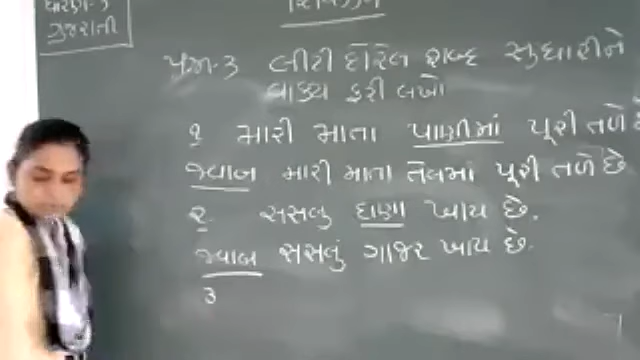 ધોરણ-૩
ગુજરાતી
પ્રશ્ન-૩ લીટી દોરેલ શબ્દ સુધારીને
વાક્ય ફરી લખો
૧ મારી માતા પાણીમાં પૂરી તળે છે
જવાબ મારી માતા તેલમાં પૂરી તળે છે
૨ સસલુ દાણા ખાય છે.
જવાબ સસલું ગાજર ખાય છે.
૩